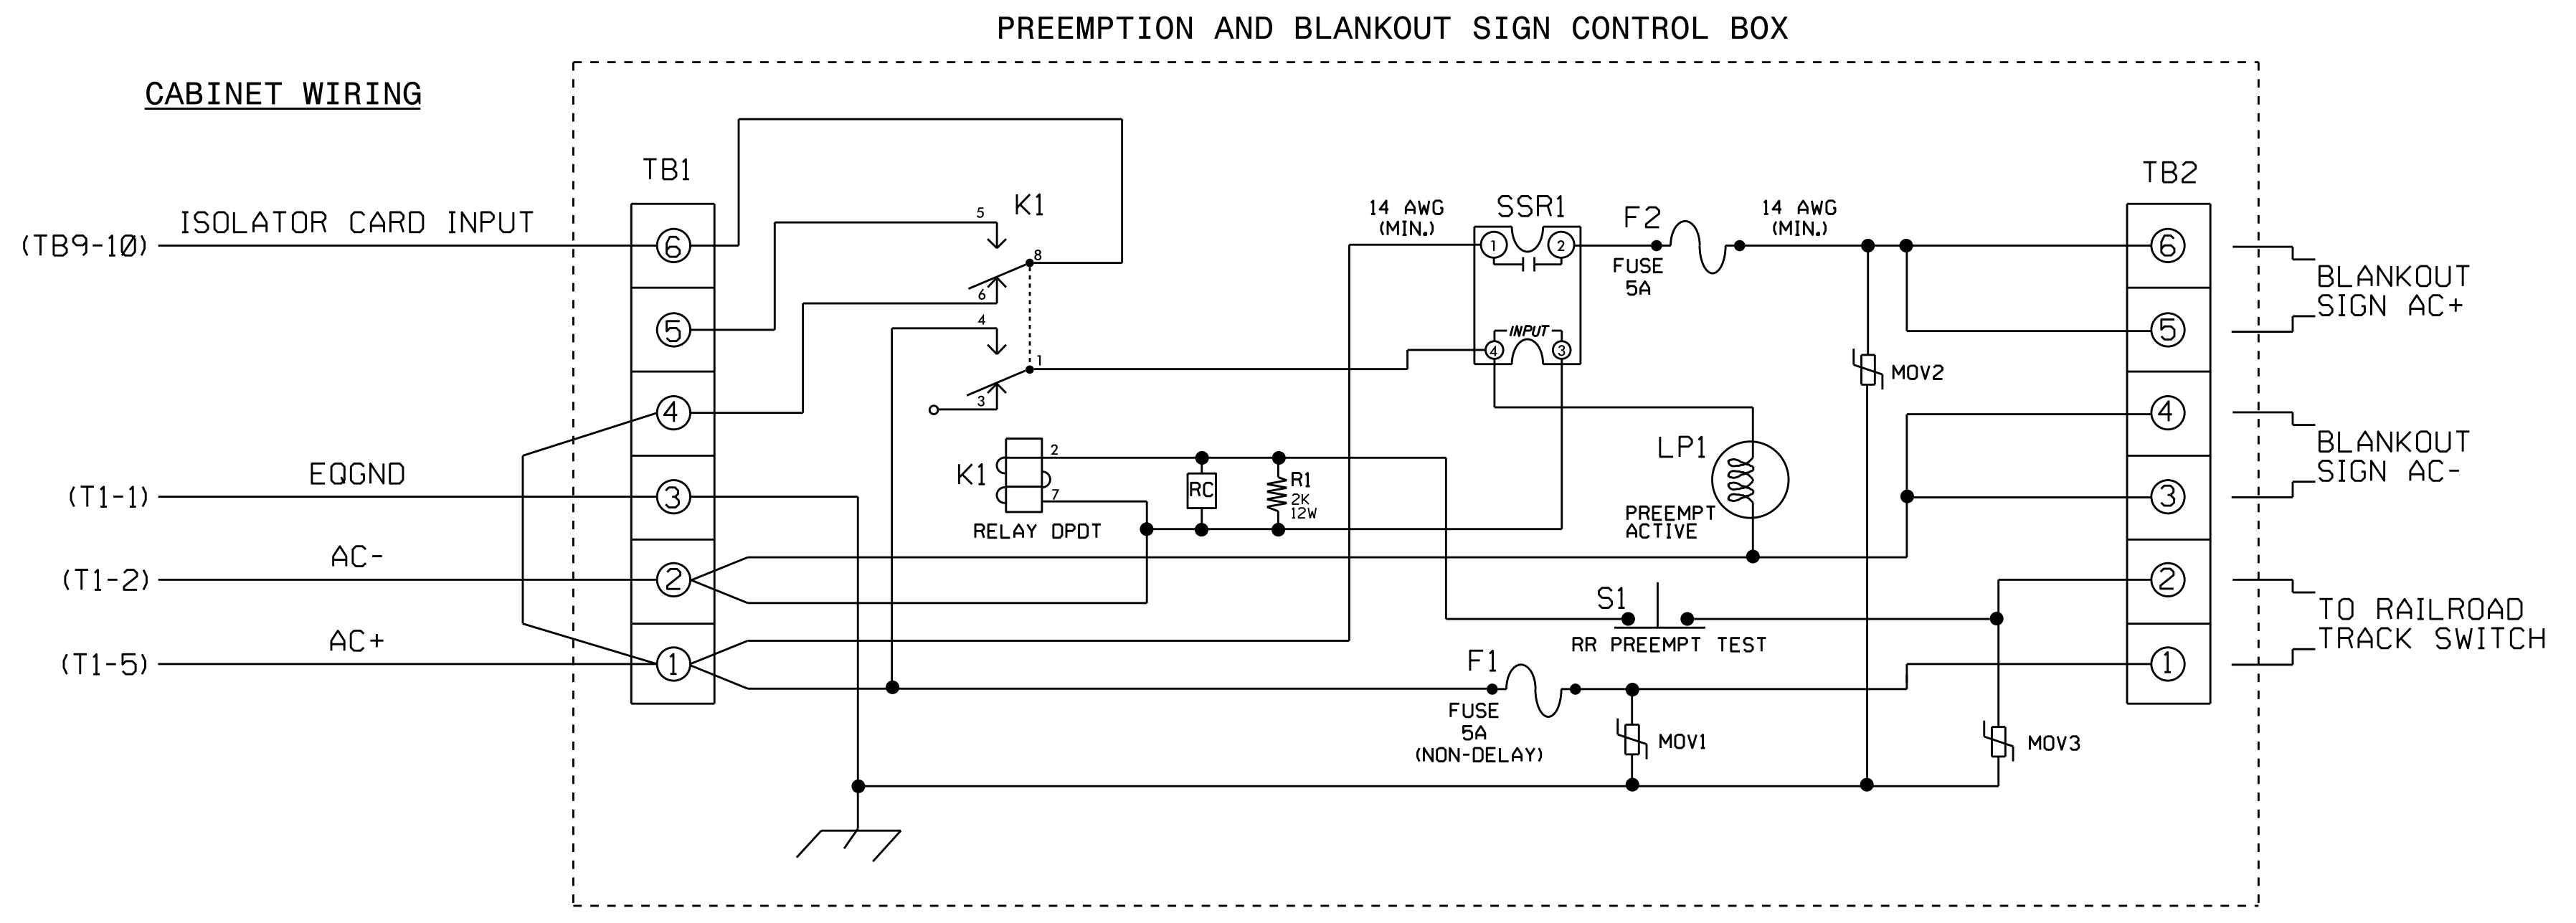 PREEMPTION AND BLANKOUT SIGN CONTROL BOX
CABINET WIRING
TB1
TB2
(TB9-10)
ISOLATOR CARD INPUT
(T1-1)
EQGND
(T1-2)
AC-
(T1-5)
AC+
6
5
4
3
2
1
K1
5
8
6
4
1
3
K1
2
7
RELAY DPDT
RC
R1
2K
12W
14 AWG
(MIN.)
SSR1
1
2
INPUT
4
3
F2
FUSE
5A
14 AWG
(MIN.)
MOV2
LP1
PREEMPT
ACTIVE
S1
RR PREEMPT TEST
F1
FUSE
5A
(NON-DELAY)
MOV1
MOV3
6
5
4
3
2
1
BLANKOUT
SIGN AC+
BLANKOUT
SIGN AC-
TO RAILROAD
TRACK SWITCH